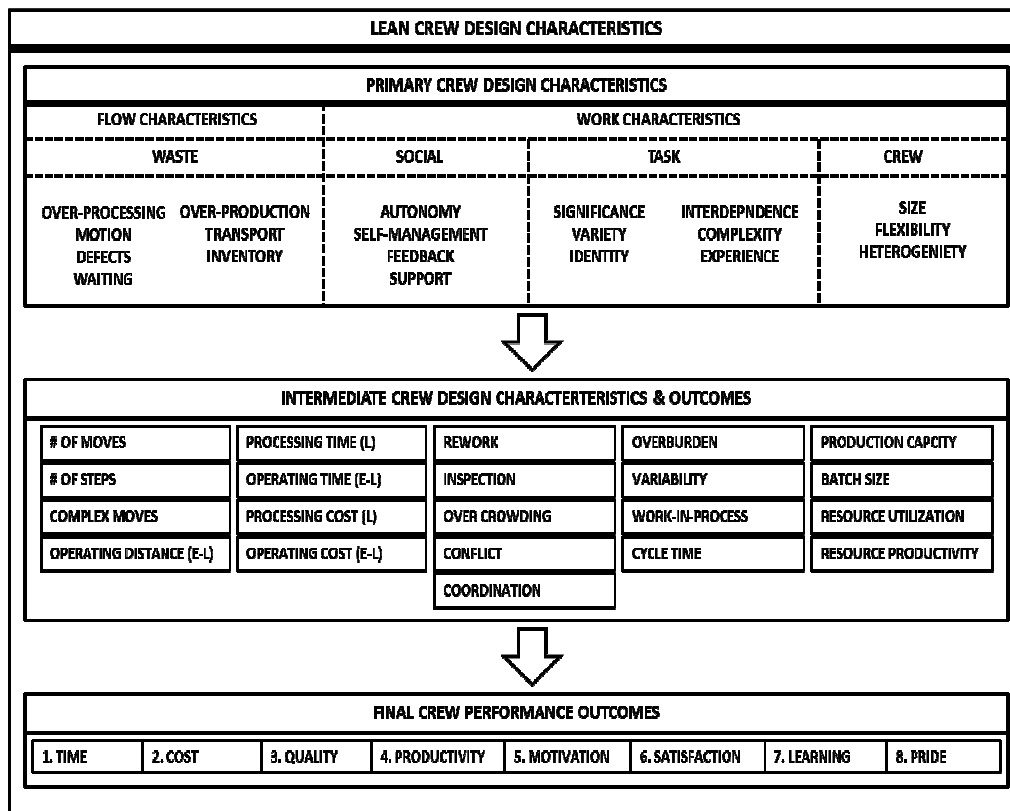 LEAN CREW DESIGN CHARACTERISTICS
PRIMARY CREW DESIGN CHARACTERISTICS
FLOW CHARACTERISTICS
WORK CHARACTERISTICS
WASTE
SOCIAL
TASK
CREW
OVER-PROCESSING
MOTION
DEFECTS
WAITING
OVER-PRODUCTION
TRANSPORT
INVENTORY
AUTONOMY
SELF-MANAGEMENT
FEEDBACK
SUPPORT
SIGNIFICANCE
VARIETY
IDENTITY
INTERDEPNDENCE
COMPLEXITY
EXPERIENCE
SIZE
FLEXIBILITY
HETEROGENIETY
INTERMEDIATE CREW DESIGN CHARACTERTERISTICS & OUTCOMES
# OF MOVES
# OF STEPS
COMPLEX MOVES
OPERATING DISTANCE (E-L)
PROCESSING TIME (L)
OPERATING TIME (E-L)
PROCESSING COST (L)
OPERATING COST (E-L)
REWORK
INSPECTION
OVER CROWDING
CONFLICT
COORDINATION
OVERBURDEN
VARIABILITY
WORK-IN-PROCESS
CYCLE TIME
PRODUCTION CAPCITY
BATCH SIZE
RESOURCE UTILIZATION
RESOURCE PRODUCTIVITY
FINAL CREW PERFORMANCE OUTCOMES
1. TIME
2. COST
3. QUALITY
4. PRODUCTIVITY
5. MOTIVATION
6. SATISFACTION
7. LEARNING
8. PRIDE